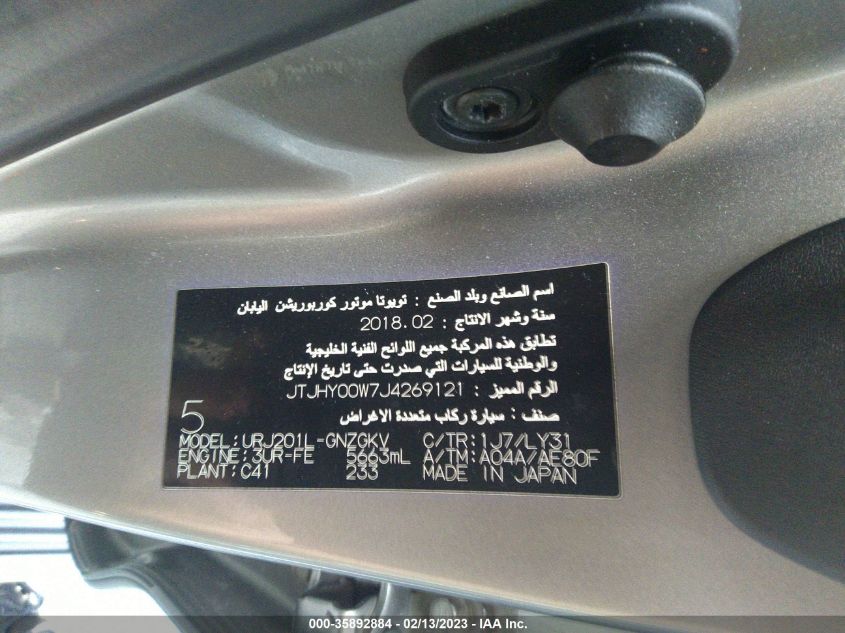 اسم الصانع وبلد الصنع : تويوتا موتور كوربوريشن اليابان
سنة وشهر الانتاج : 2018.02
تطابق هذه المركبة جميع اللوائح الفنية الخليجية
والوطنية للسيارات التي صدرت حتى تاريخ الإنتاج
الرقم المميز : JTJHY00W7J4269121
صنف : سيارة ركاب متعددة الاغراض
5
MODEL:URJ201L-GNZGKV C/TR:1J7/LY31
ENGINE:3UR-FE 5663mL A/TM:A04A/AE80F
PLANT:C41 233 MADE IN JAPAN
000-35892884 - 02/13/2023 - IAA Inc.